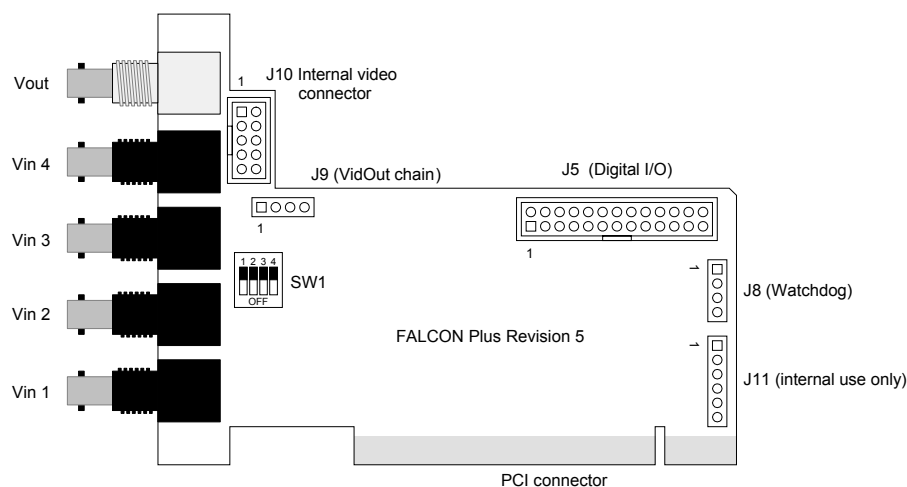 Vout
1
J10 Internal video
connector
Vin 4
J9 (VidOut chain)
J5 (Digital I/O)
1
1
Vin 3
1 2 3 4
OFF
SW1
1
J8 (Watchdog)
Vin 2
FALCON Plus Revision 5
1
J11 (internal use only)
Vin 1
PCI connector